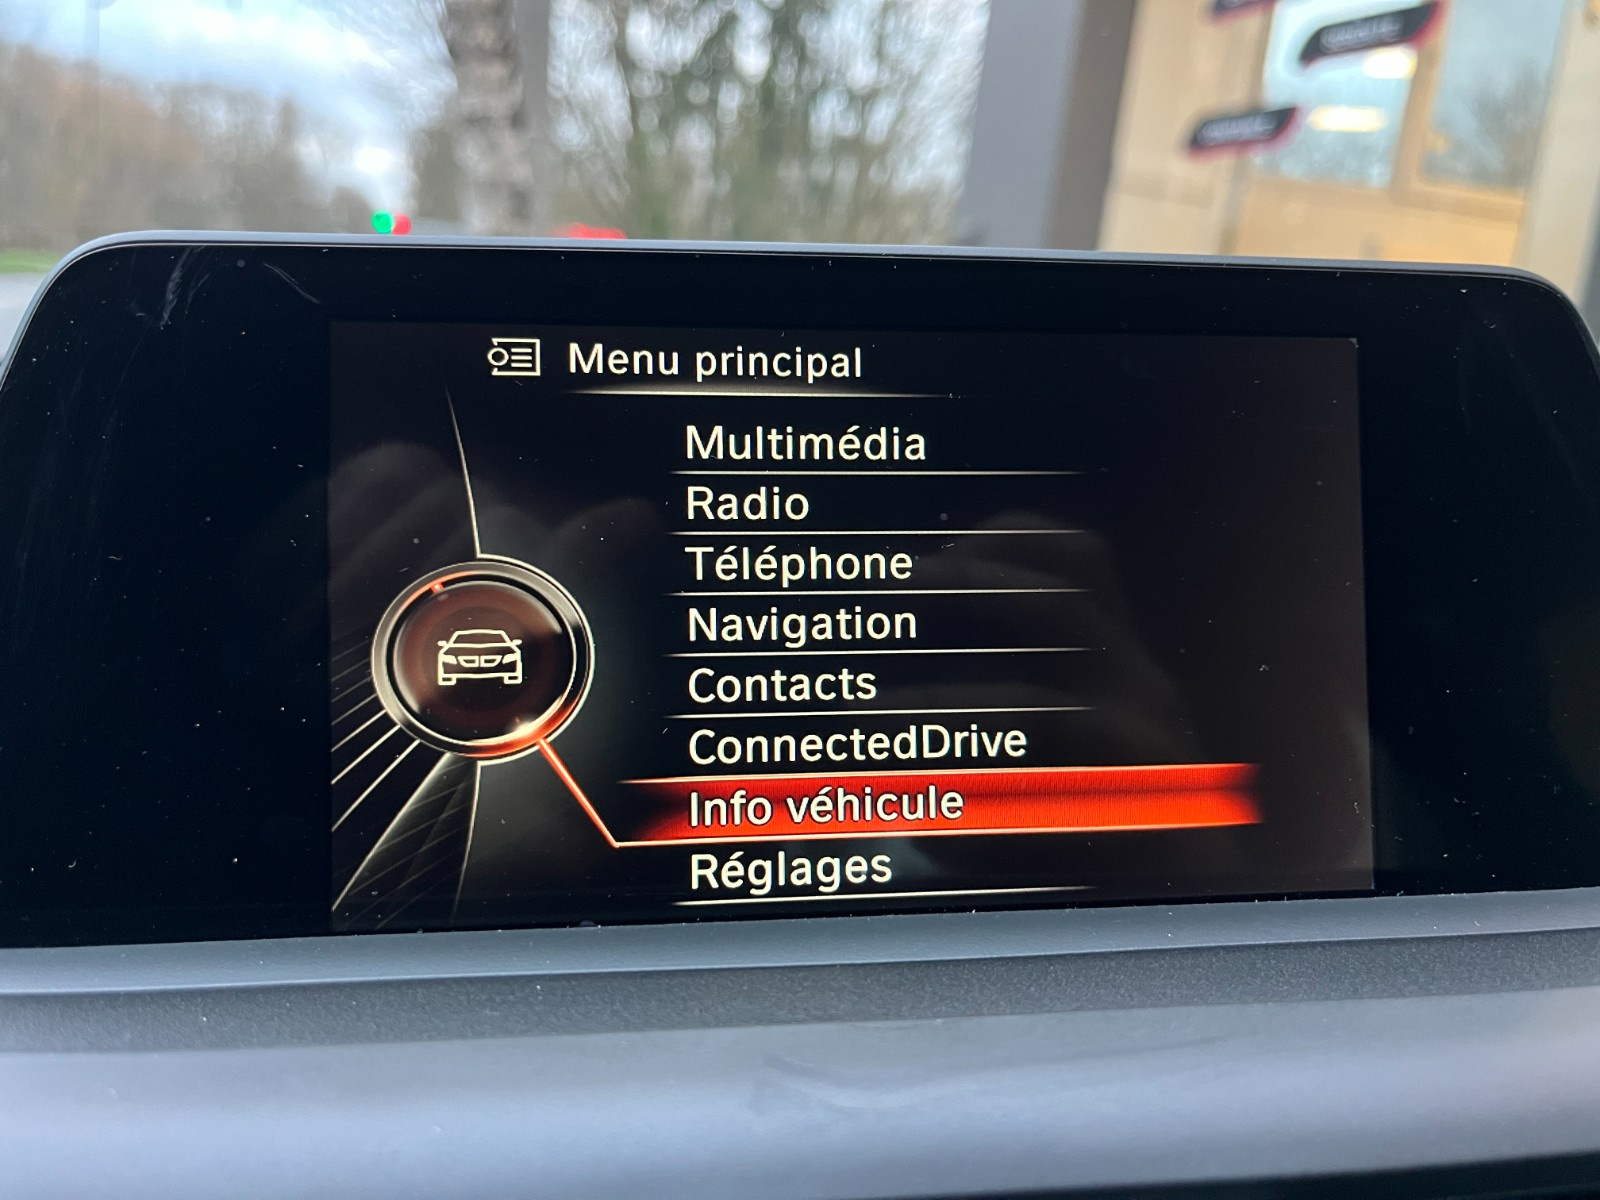 Menu principal
Multimédia
Radio
Téléphone
Navigation
Contacts
ConnectedDrive
Info véhicule
Réglages